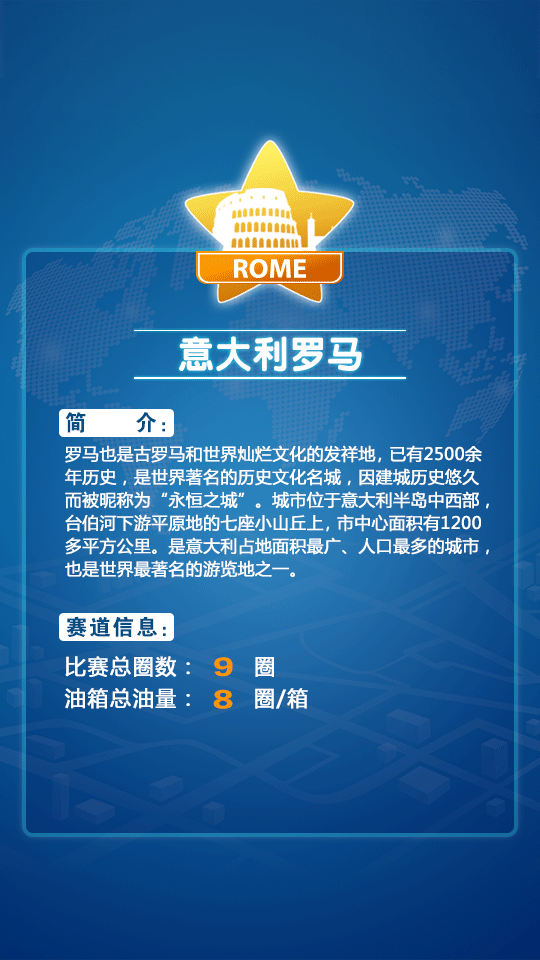 ROME
意大利罗马
简 介:
罗马也是古罗马和世界灿烂文化的发祥地，已有2500余
年历史，是世界著名的历史文化名城，因建城历史悠久
而被昵称为“永恒之城”。城市位于意大利半岛中西部，
台伯河下游平原地的七座小山丘上，市中心面积有1200
多平方公里。是意大利占地面积最广、人口最多的城市，
也是世界最著名的游览地之一。
赛道信息:
比赛总圈数： 9 圈
油箱总油量： 8 圈/箱